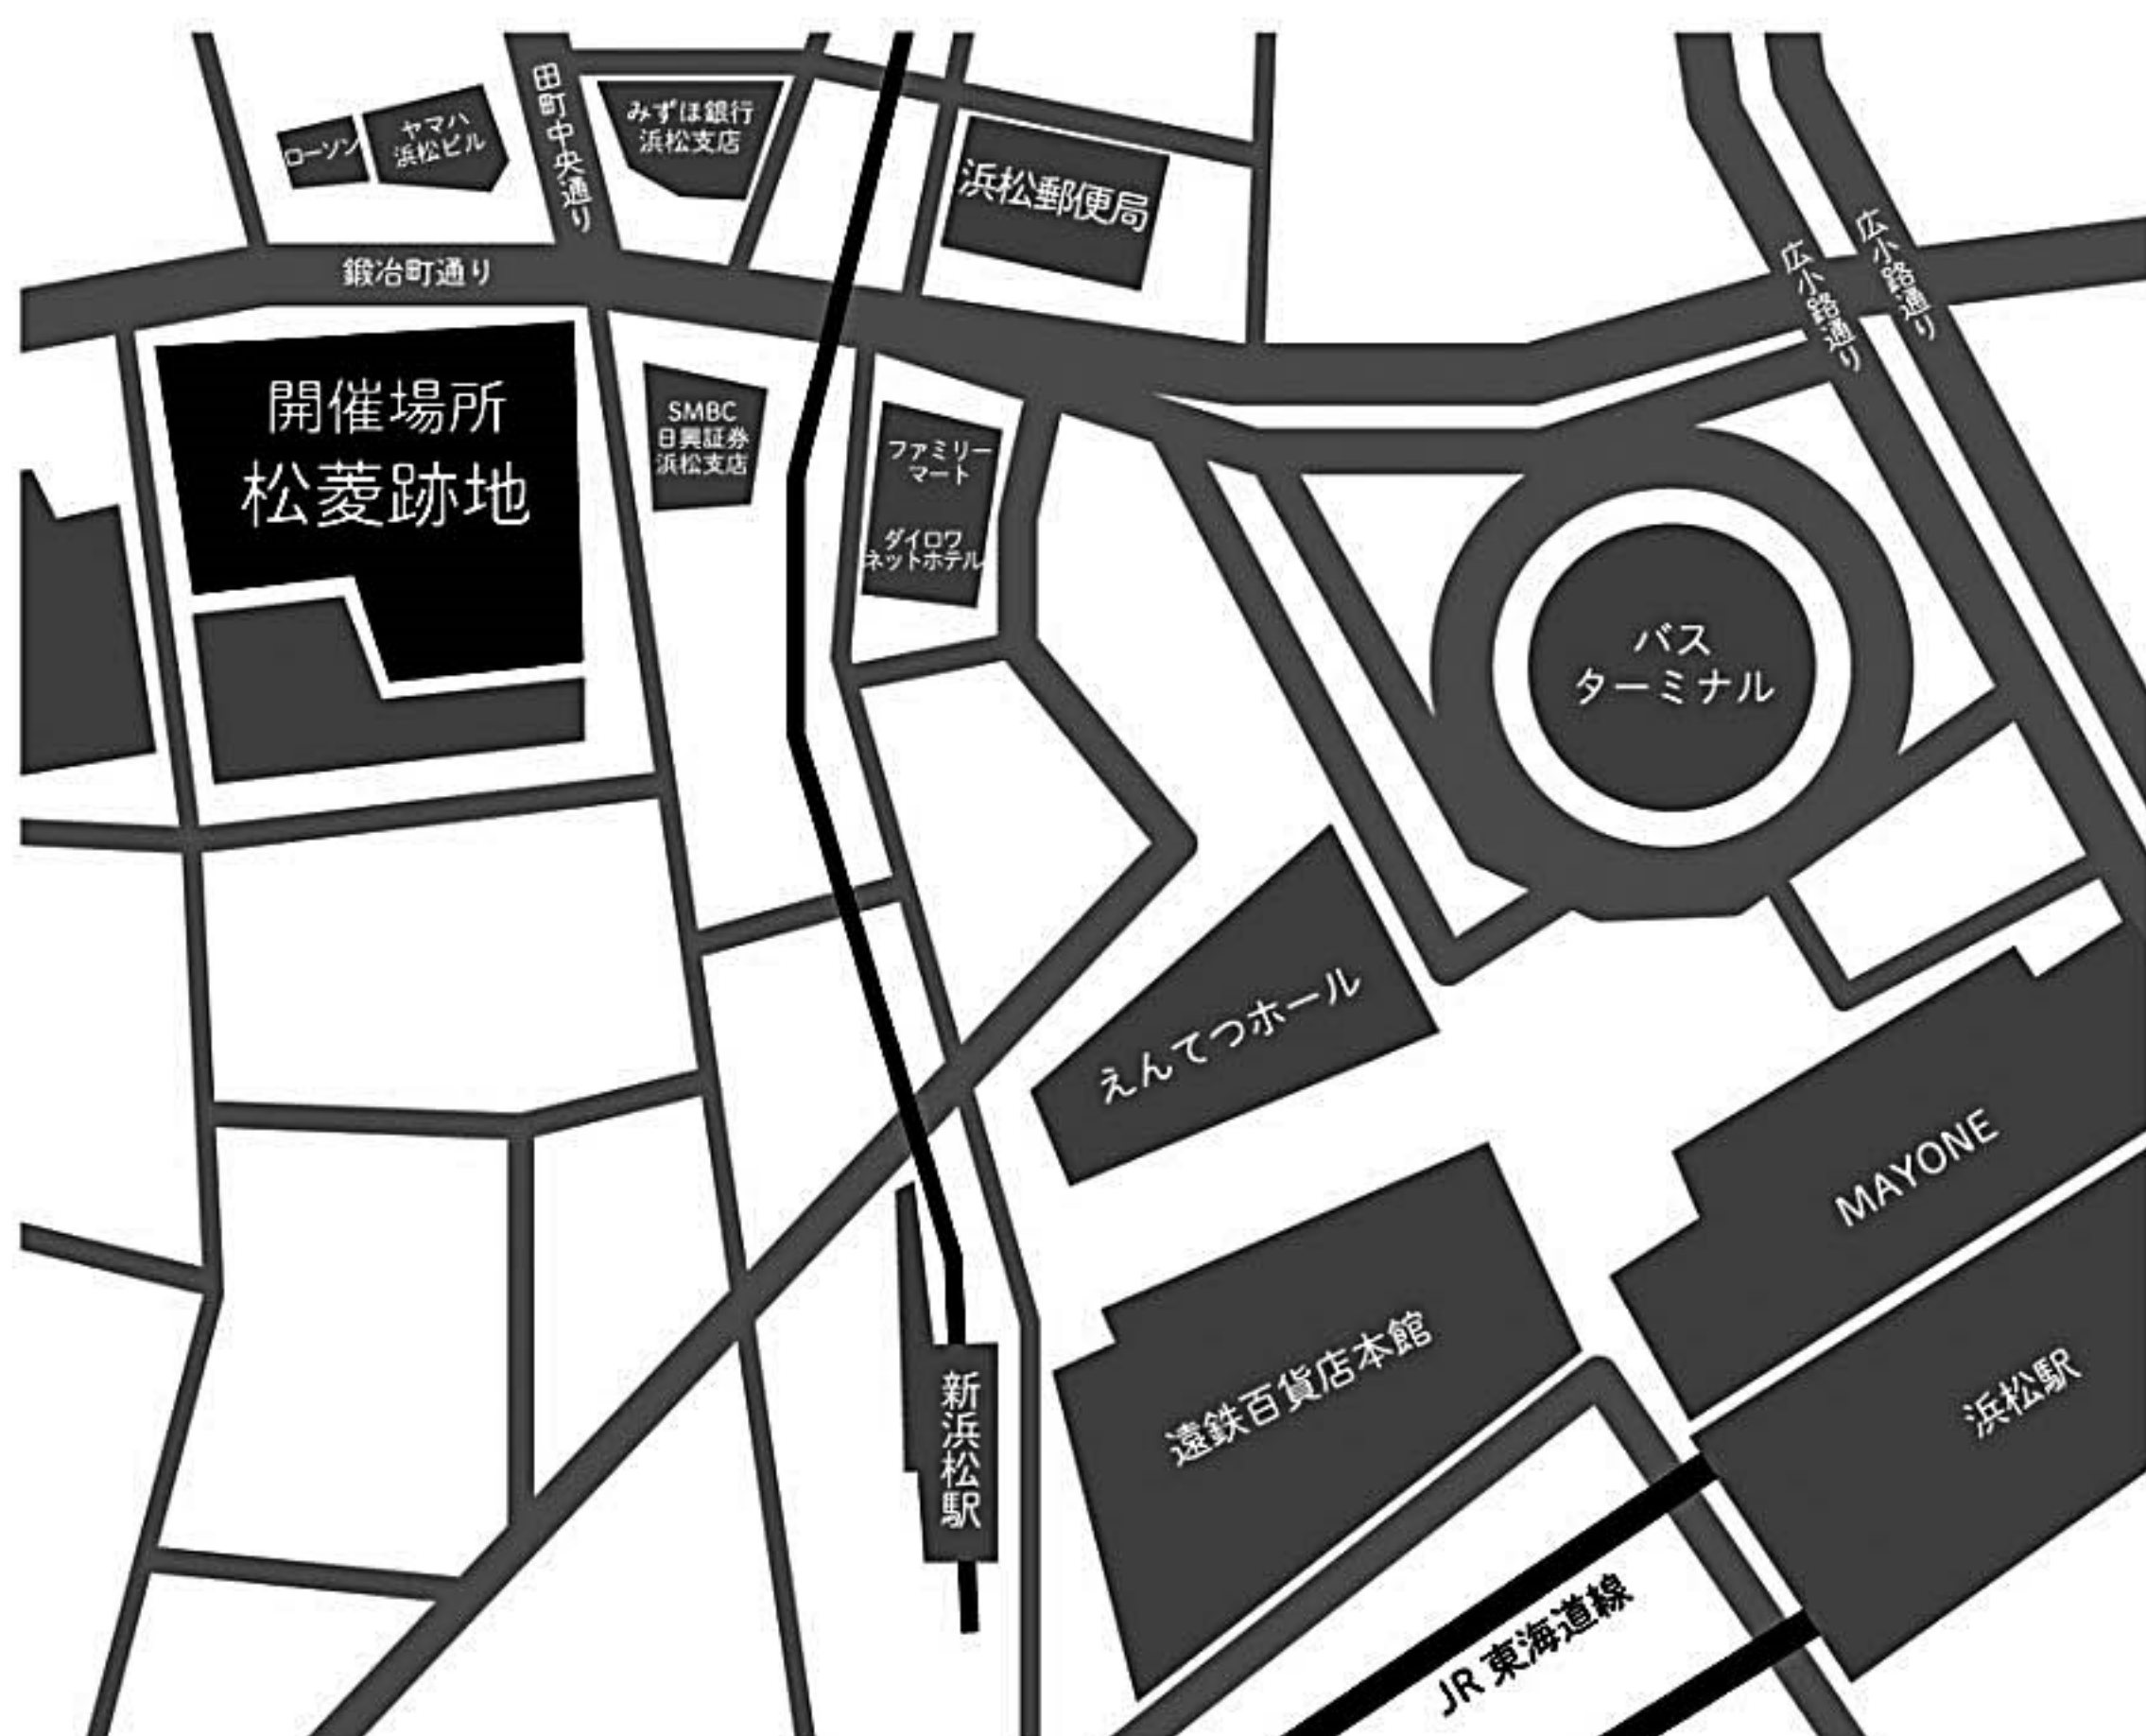 田町中央通り
みずほ銀行
浜松支店
ローソン
ヤマハ
浜松ビル
浜松郵便局
鍛冶町通り
広小路通り
広小路通り
開催場所
松菱跡地
SMBC
日興証券
浜松支店
ファミリー
マート
ダイロワ
ネットホテル
バス
ターミナル
えんてつホール
MAYONE
遠鉄百貨店本館
浜松駅
新浜松駅
JR 東海道線